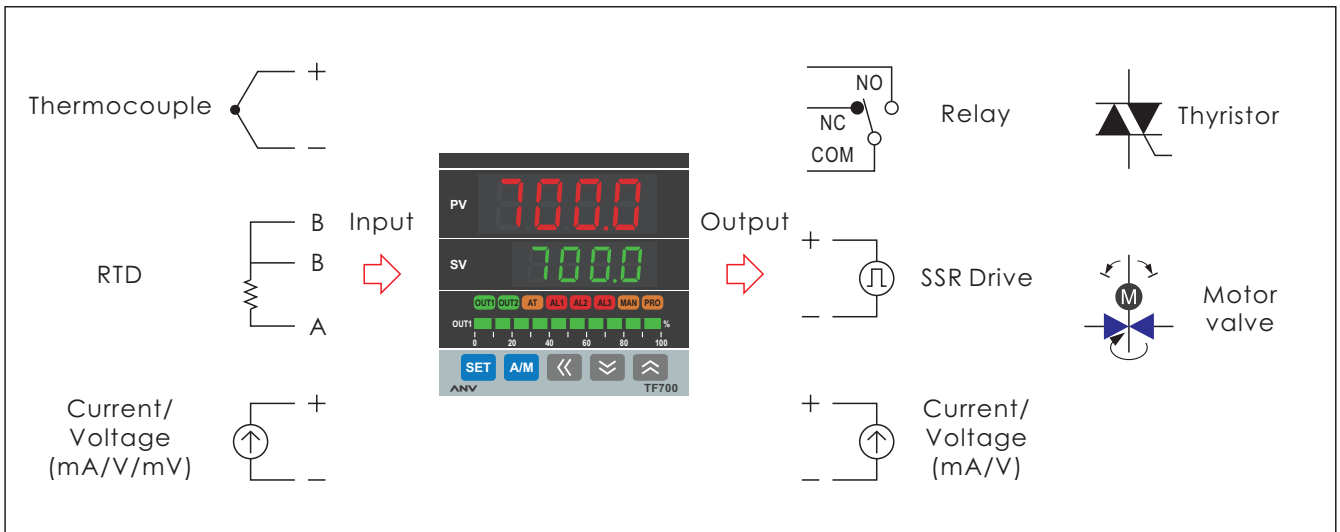 Thermocouple
+
−
RTD
B
B
A
Current/
Voltage
(mA/V/mV)
+
−
Input
PV
700.0
SV
700.0
OUT1 OUT2 AT AL1 AL2 AL3 MAN PRO
OUT1 %
0 20 40 60 80 100
SET A/M
ANV TF700
Output
NO
NC
COM
Relay
Thyristor
+
−
SSR Drive
M
Motor
valve
+
−
Current/
Voltage
(mA/V)